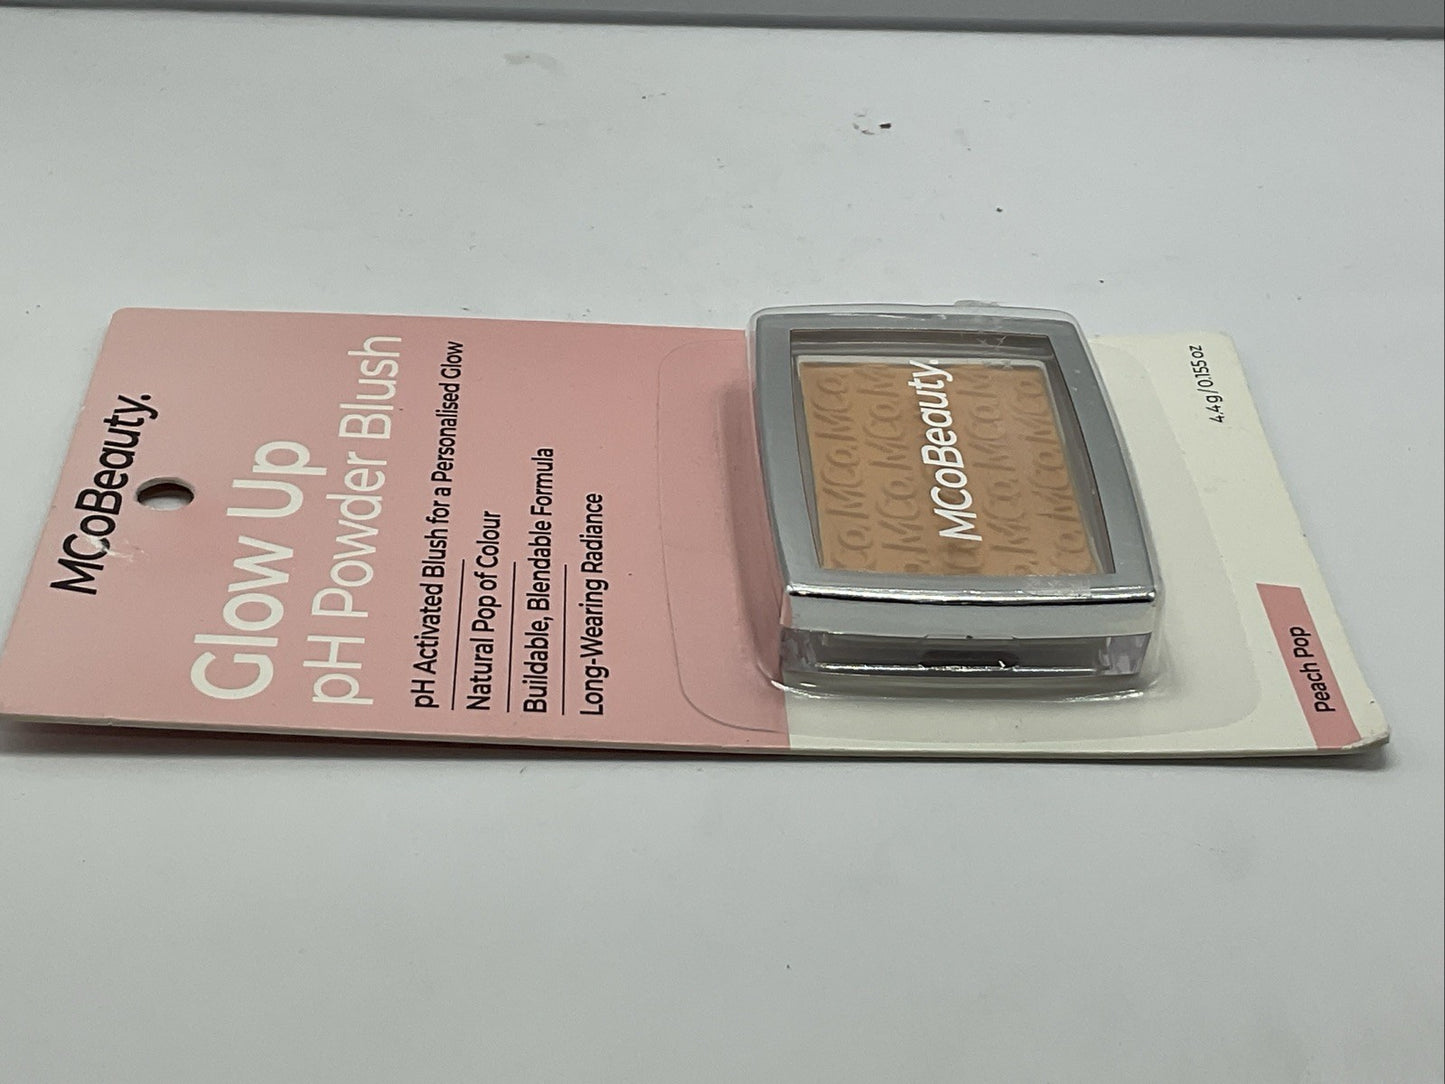 MCoBeauty.
Glow Up
pH Powder Blush
pH Activated Blush for a Personalised Glow
Natural Pop of Colour
Buildable, Blendable Formula
Long-Wearing Radiance
MCoBeauty.
4.4g/0.155oz
Peach Pop